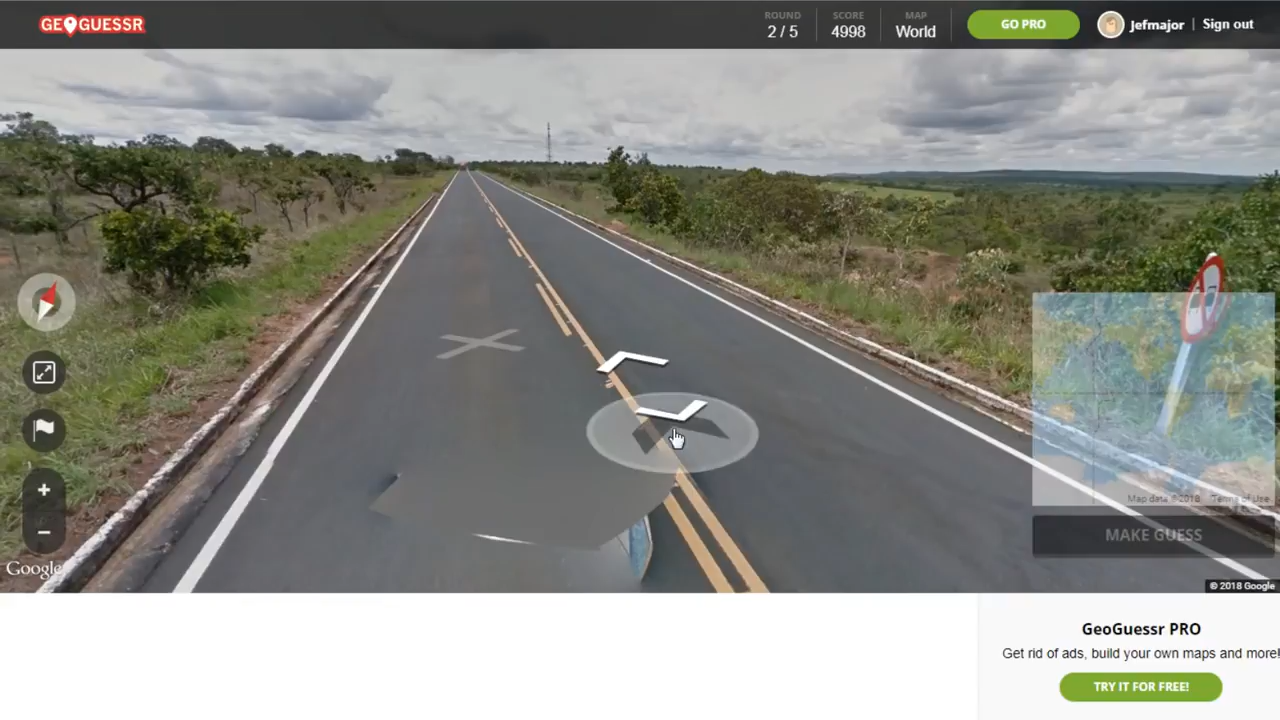 GEOGUESSR
ROUND
2 / 5
SCORE
4998
MAP
World
GO PRO
Jefmajor | Sign out
Map data ©2018 Terms of Use
MAKE GUESS
Google
© 2018 Google
GeoGuessr PRO
Get rid of ads, build your own maps and more!
TRY IT FOR FREE!